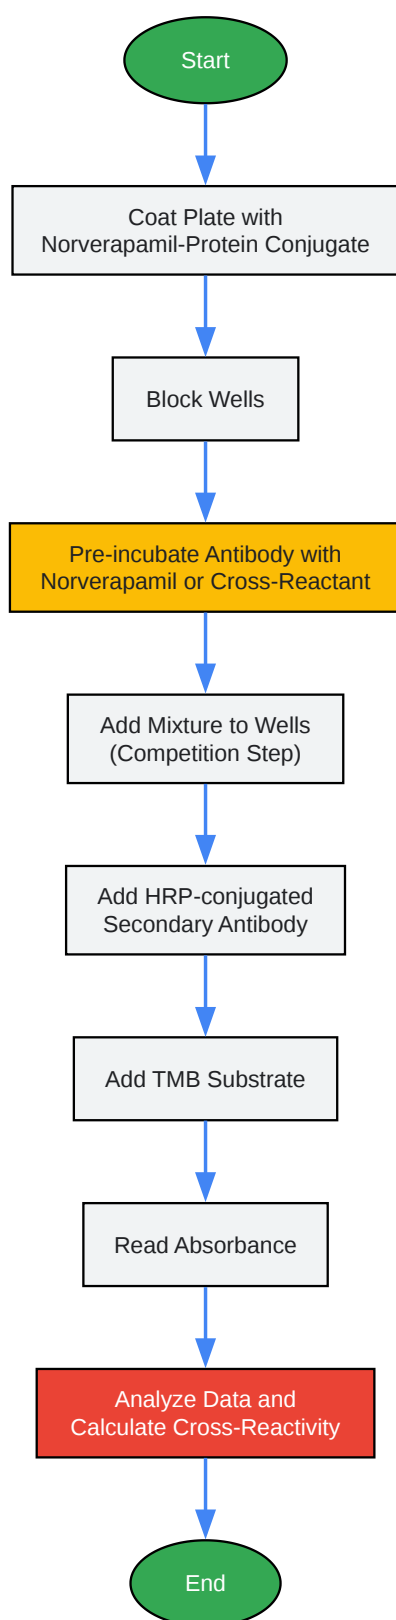 Start
Coat Plate with
Norverapamil-Protein Conjugate
Block Wells
Pre-incubate Antibody with
Norverapamil or Cross-Reactant
Add Mixture to Wells
(Competition Step)
Add HRP-conjugated
Secondary Antibody
Add TMB Substrate
Read Absorbance
Analyze Data and
Calculate Cross-Reactivity
End